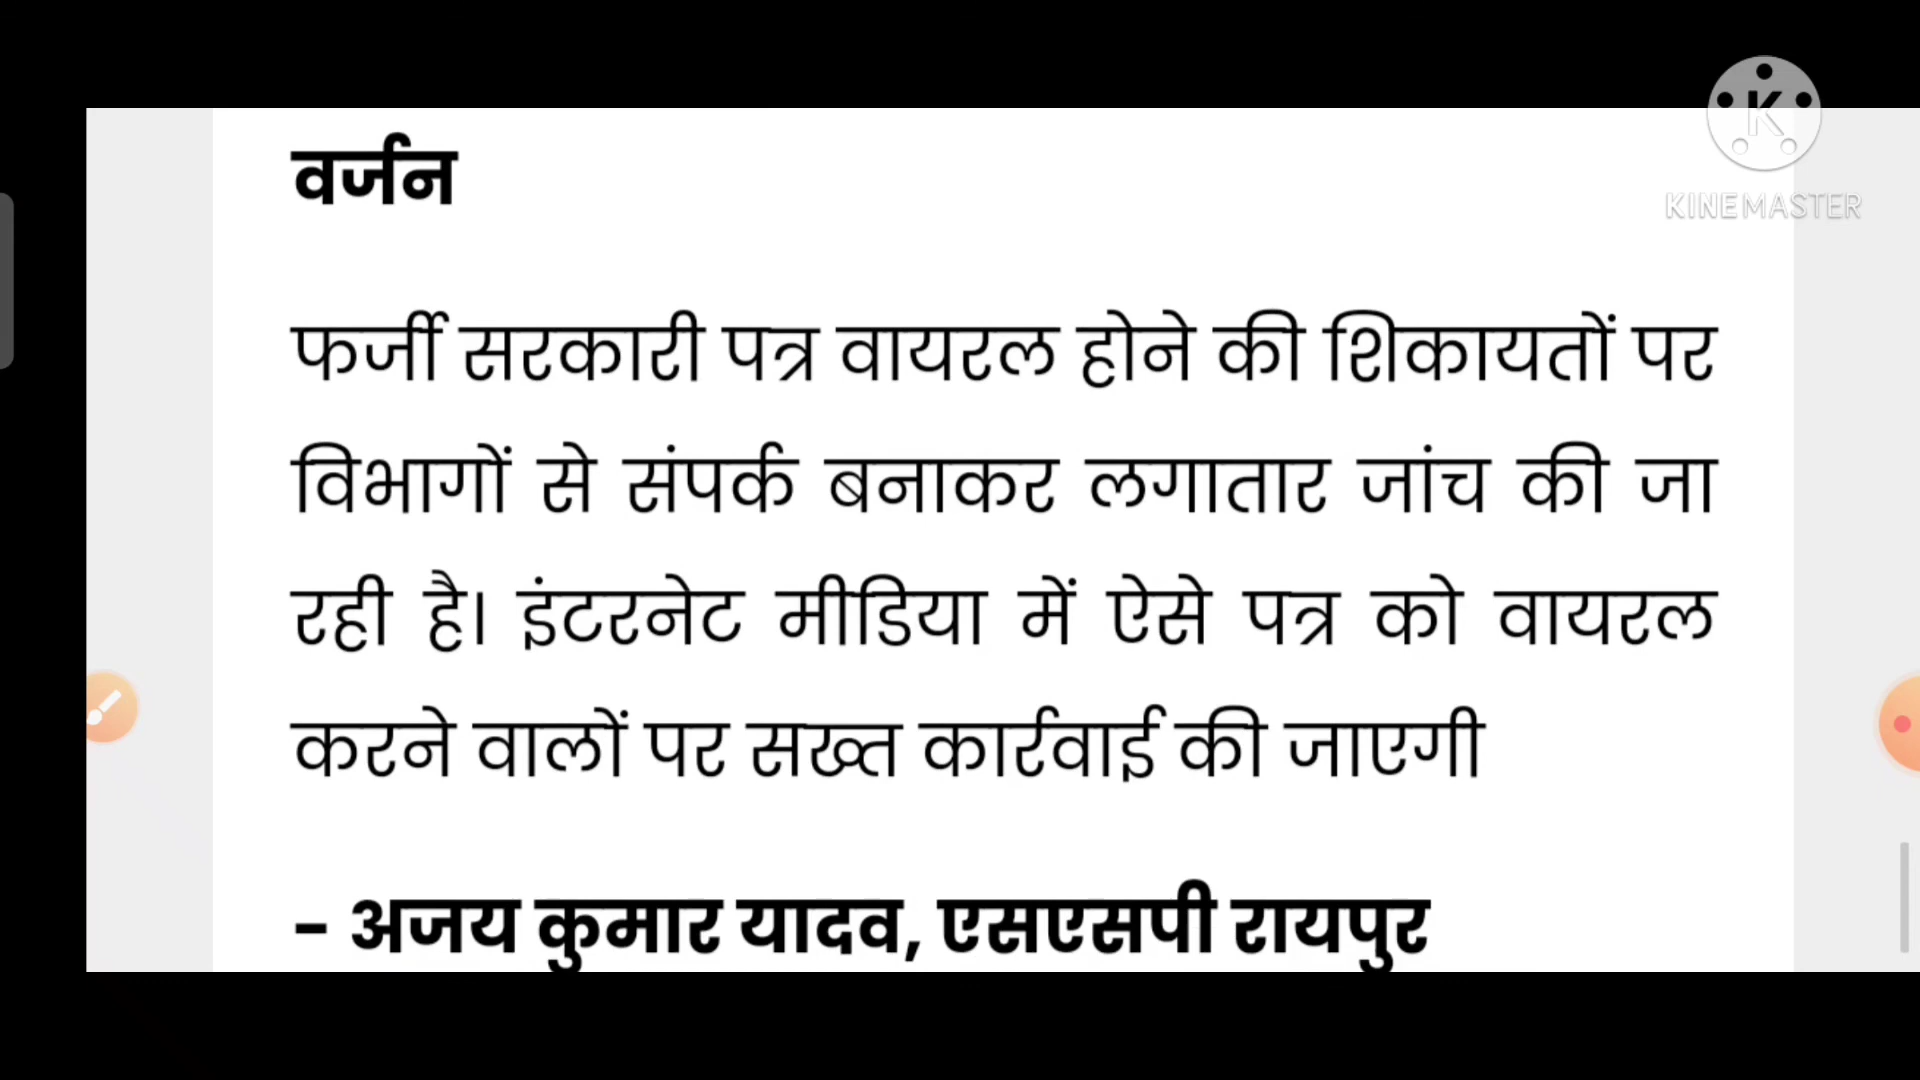 वर्जन
K
KINEMASTER
फर्जी सरकारी पत्र वायरल होने की शिकायतों पर
विभागों से संपर्क बनाकर लगातार जांच की जा
रही है। इंटरनेट मीडिया में ऐसे पत्र को वायरल
करने वालों पर सख्त कार्रवाई की जाएगी
- अजय कुमार यादव, एसएसपी रायपुर